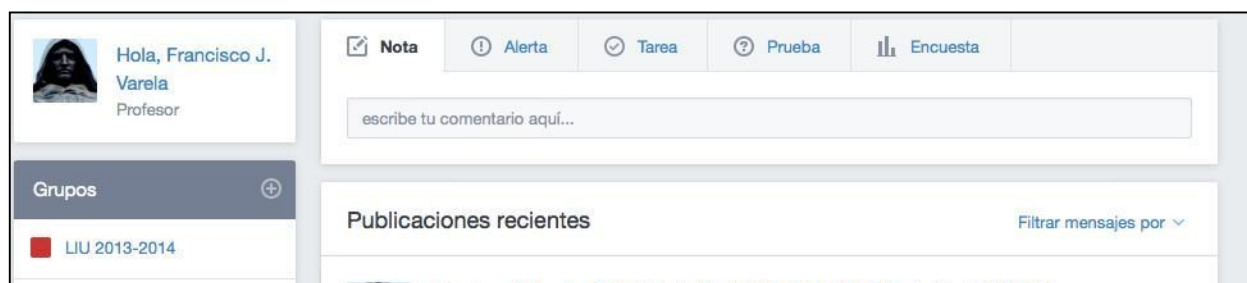 Hola, Francisco J.
Varela
Profesor
Grupos
LIU 2013-2014
Nota
Alerta
Tarea
Prueba
Encuesta
escribe tu comentario aquí...
Publicaciones recientes
Filtrar mensajes por